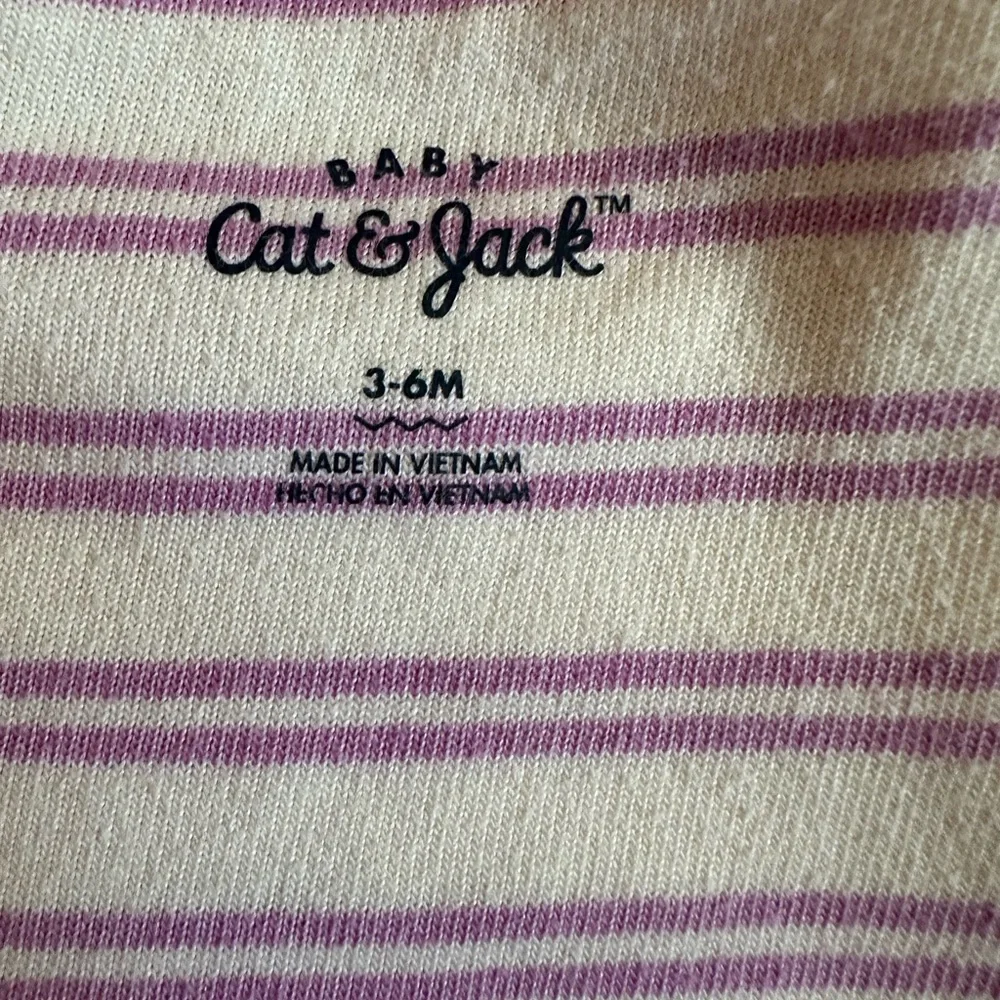 BABY
Cat & Jack™
3-6M
MADE IN VIETNAM
HECHO EN VIETNAM